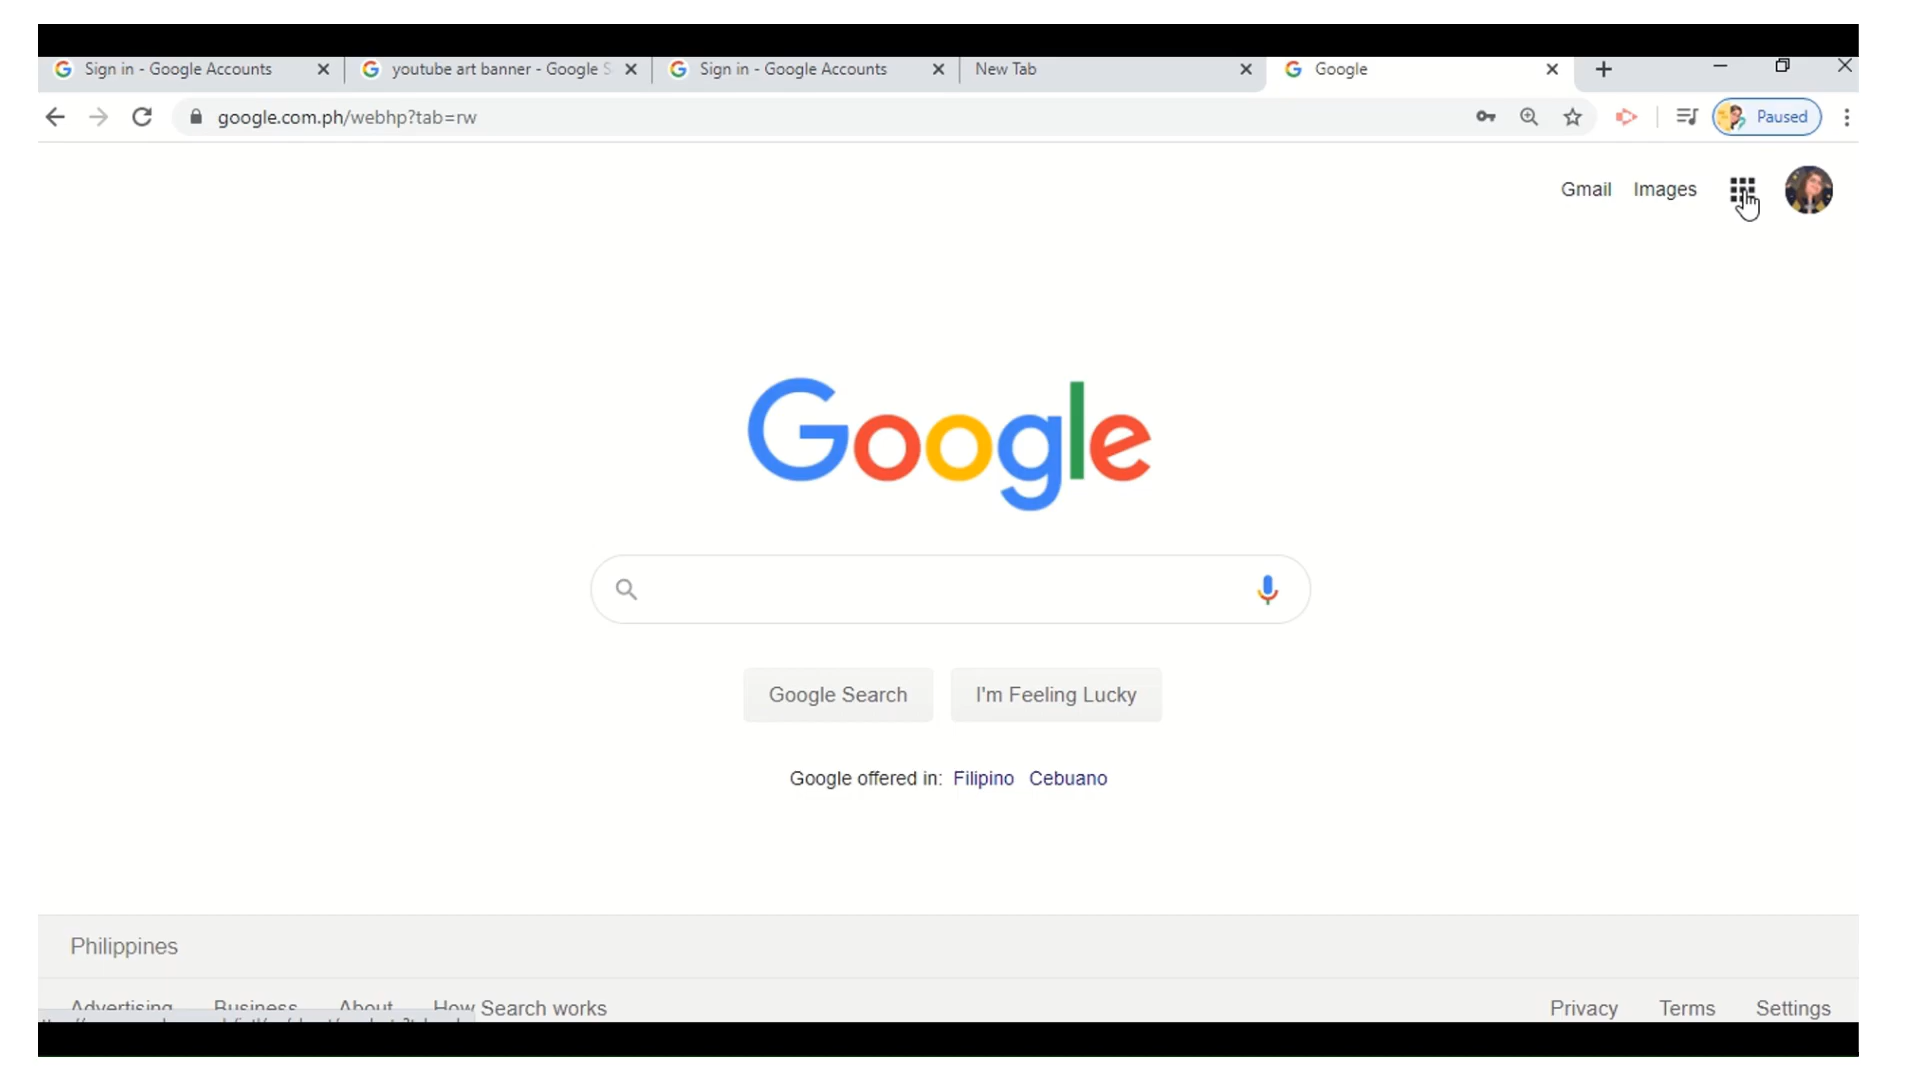 Sign in - Google Accounts
youtube art banner - Google S
Sign in - Google Accounts
New Tab
Google
google.com.ph/webhp?tab=rw
Paused
Gmail Images
Google
Google Search
I'm Feeling Lucky
Google offered in: Filipino Cebuano
Philippines
Advertising Business About How Search works
Privacy Terms Settings